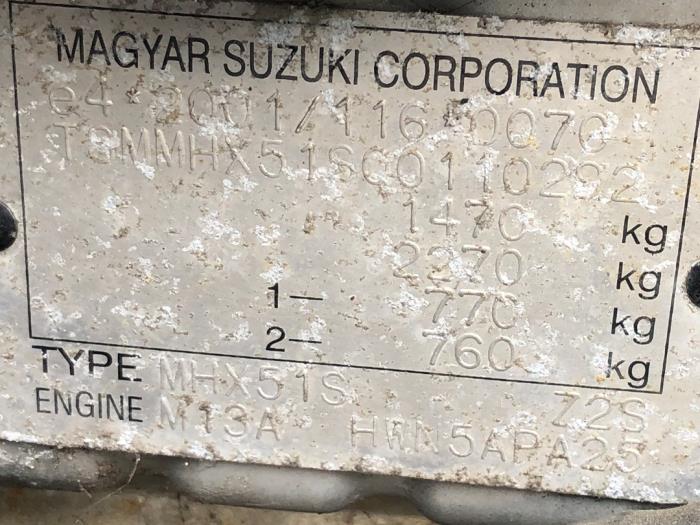 MAGYAR SUZUKI CORPORATION
e4*2001/116*0070
TSMMHX51S00110292
1470 kg
2270 kg
1— 770 kg
2— 760 kg
TYPE MHX51S Z2S
ENGINE M13A HWN5APA25